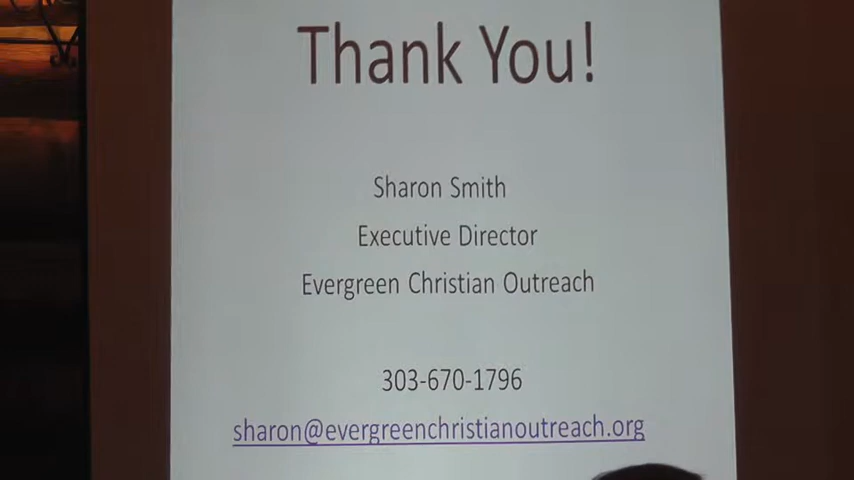 Thank You!
Sharon Smith
Executive Director
Evergreen Christian Outreach
303-670-1796
sharon@evergreenchristianoutreach.org